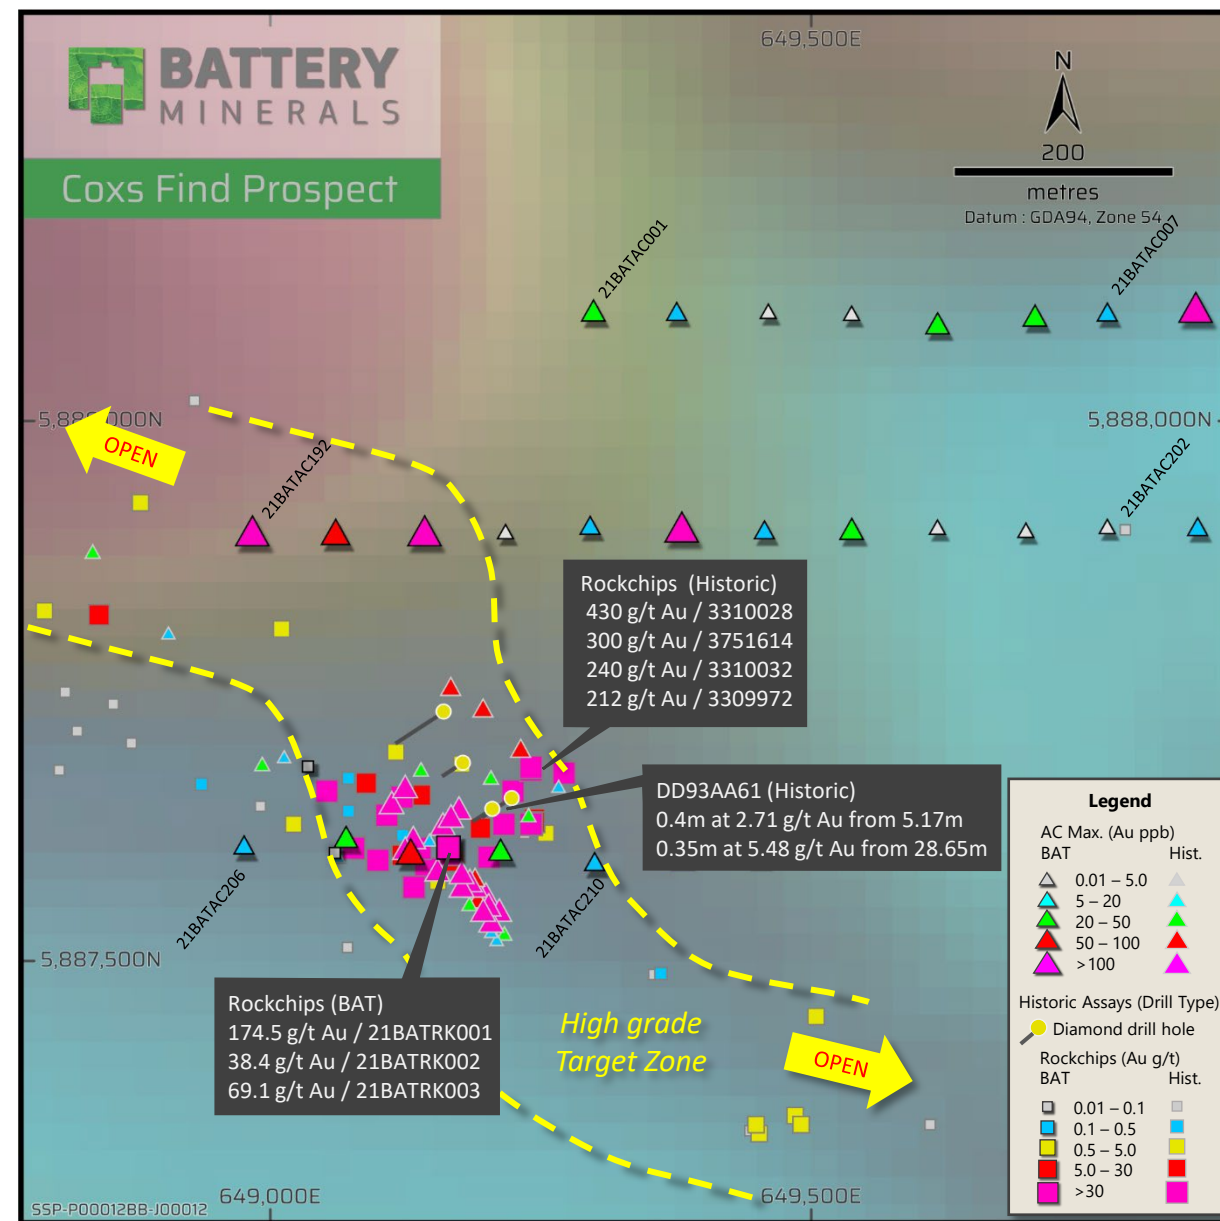 BATTERY
MINERALS
Coxs Find Prospect
649,500E
N
200
metres
Datum : GDA94, Zone 54
21BATAC001
21BATAC007
5,888,000N
5,888,000N
OPEN
21BATAC192
21BATAC202
Rockchips (Historic)
430 g/t Au / 3310028
300 g/t Au / 3751614
240 g/t Au / 3310032
212 g/t Au / 3309972
DD93AA61 (Historic)
0.4m at 2.71 g/t Au from 5.17m
0.35m at 5.48 g/t Au from 28.65m
21BATAC206
21BATAC210
5,887,500N
Rockchips (BAT)
174.5 g/t Au / 21BATRK001
38.4 g/t Au / 21BATRK002
69.1 g/t Au / 21BATRK003
High grade
Target Zone
OPEN
Legend
AC Max. (Au ppb)
BAT Hist.
0.01 – 5.0
5 – 20
20 – 50
50 – 100
>100
Historic Assays (Drill Type)
Diamond drill hole
Rockchips (Au g/t)
BAT Hist.
0.01 – 0.1
0.1 – 0.5
0.5 – 5.0
5.0 – 30
>30
649,000E
649,500E
SSP-P00012BB-J00012